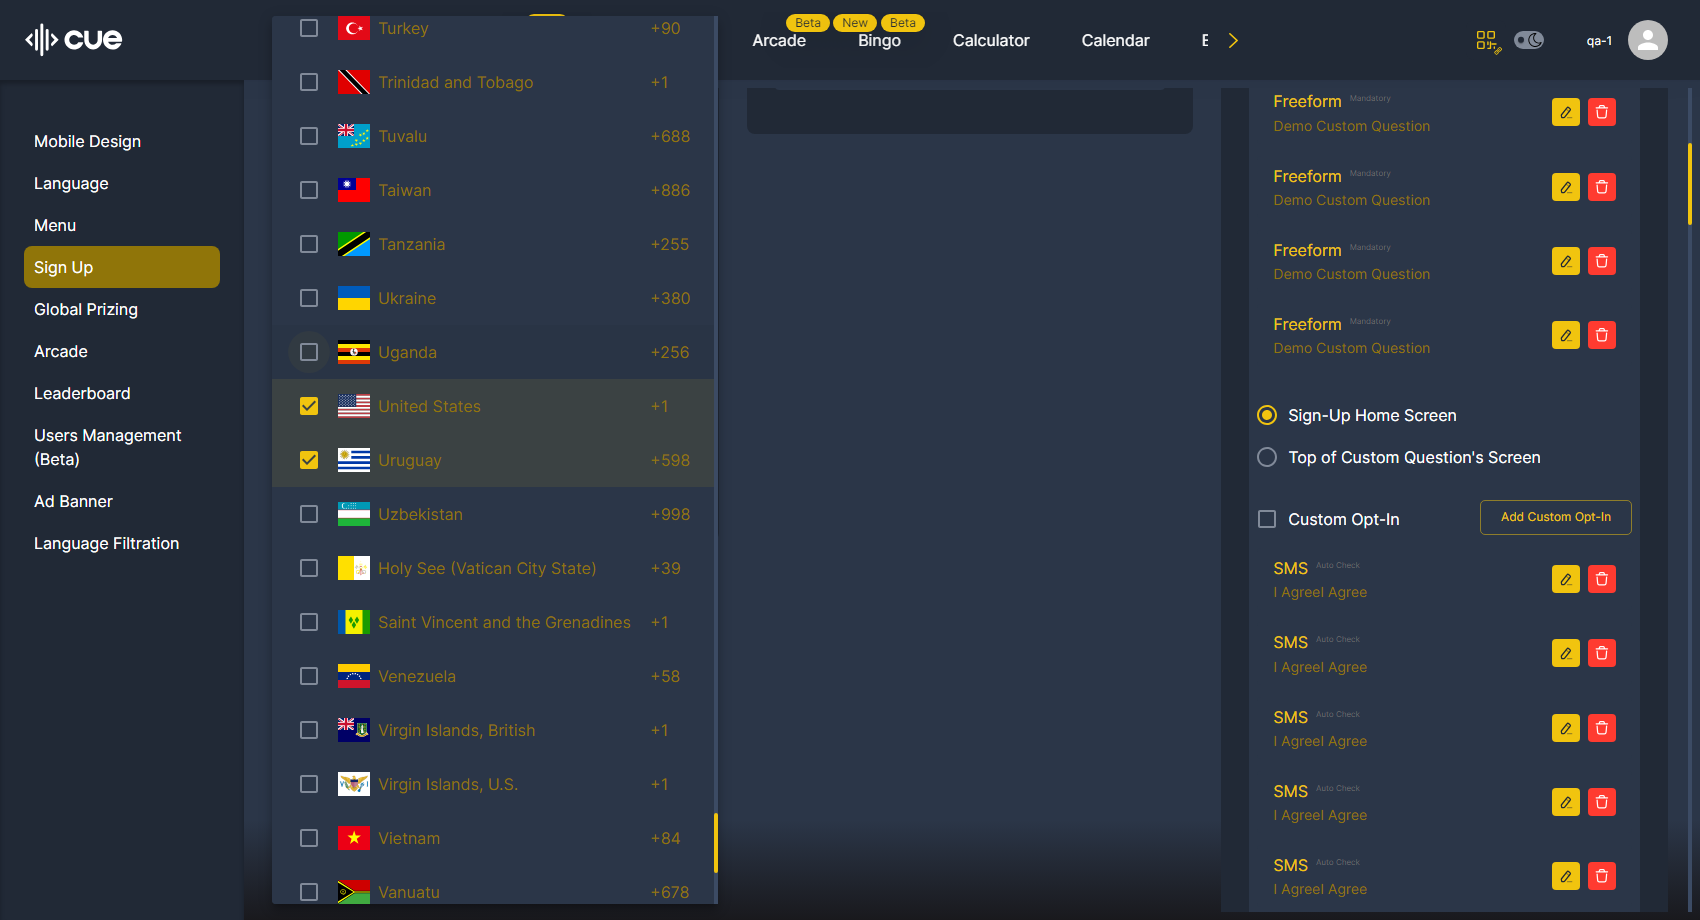 cue
Beta
New
Beta
Arcade
Bingo
Calculator
Calendar
qa-1
Mobile Design
Language
Menu
Sign Up
Global Prizing
Arcade
Leaderboard
Users Management
(Beta)
Ad Banner
Language Filtration
Turkey +90
Trinidad and Tobago +1
Tuvalu +688
Taiwan +886
Tanzania +255
Ukraine +380
Uganda +256
United States +1
Uruguay +598
Uzbekistan +998
Holy See (Vatican City State) +39
Saint Vincent and the Grenadines +1
Venezuela +58
Virgin Islands, British +1
Virgin Islands, U.S. +1
Vietnam +84
Vanuatu +678
Freeform Mandatory
Demo Custom Question
Freeform Mandatory
Demo Custom Question
Freeform Mandatory
Demo Custom Question
Freeform Mandatory
Demo Custom Question
Sign-Up Home Screen
Top of Custom Question's Screen
Custom Opt-In
Add Custom Opt-In
SMS Auto Check
I AgreeI Agree
SMS Auto Check
I AgreeI Agree
SMS Auto Check
I AgreeI Agree
SMS Auto Check
I AgreeI Agree
SMS Auto Check
I AgreeI Agree